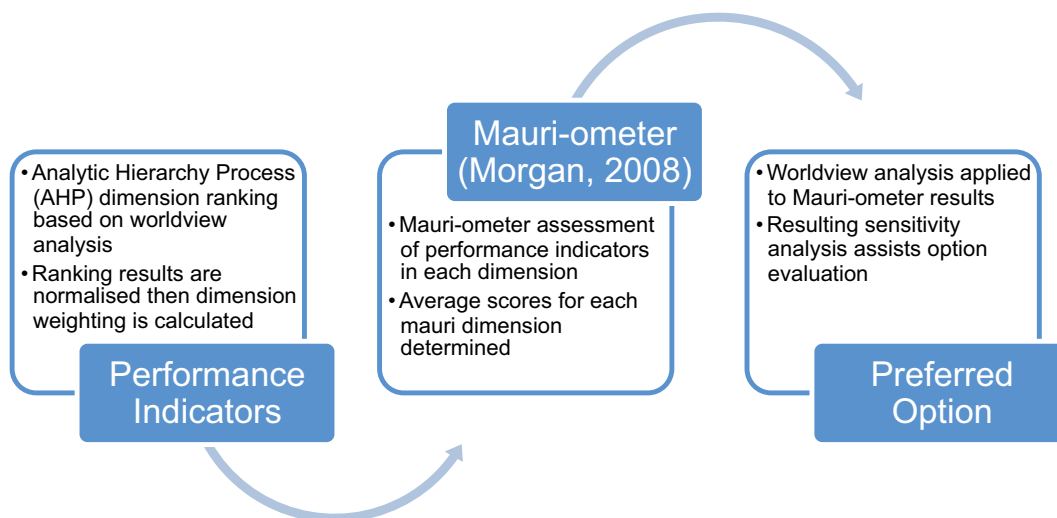 • Analytic Hierarchy Process
(AHP) dimension ranking
based on worldview
analysis
• Ranking results are
normalised then dimension
weighting is calculated
Performance
Indicators
Mauri-ometer
(Morgan, 2008)
• Mauri-ometer assessment
of performance indicators
in each dimension
• Average scores for each
mauri dimension
determined
• Worldview analysis applied
to Mauri-ometer results
• Resulting sensitivity
analysis assists option
evaluation
Preferred
Option